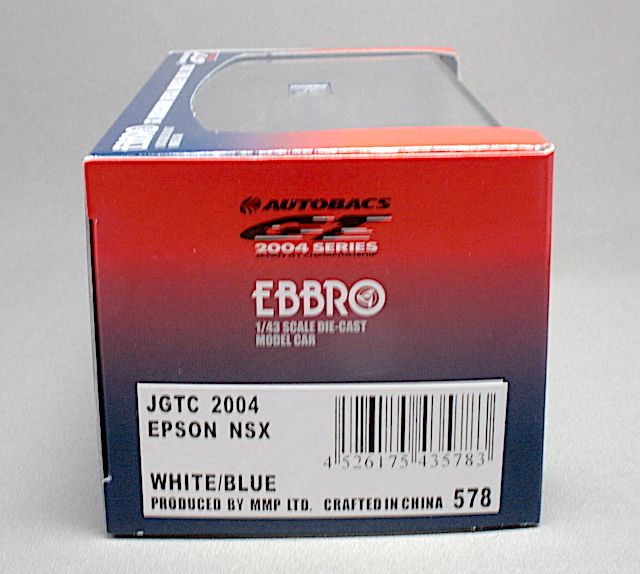 AUTOBACS
GT
2004 SERIES
EBBRO
1/43 SCALE DIE-CAST
MODEL CAR
JGTC 2004
EPSON NSX
4 526175 435783
WHITE/BLUE
PRODUCED BY MMP LTD. CRAFTED IN CHINA 578